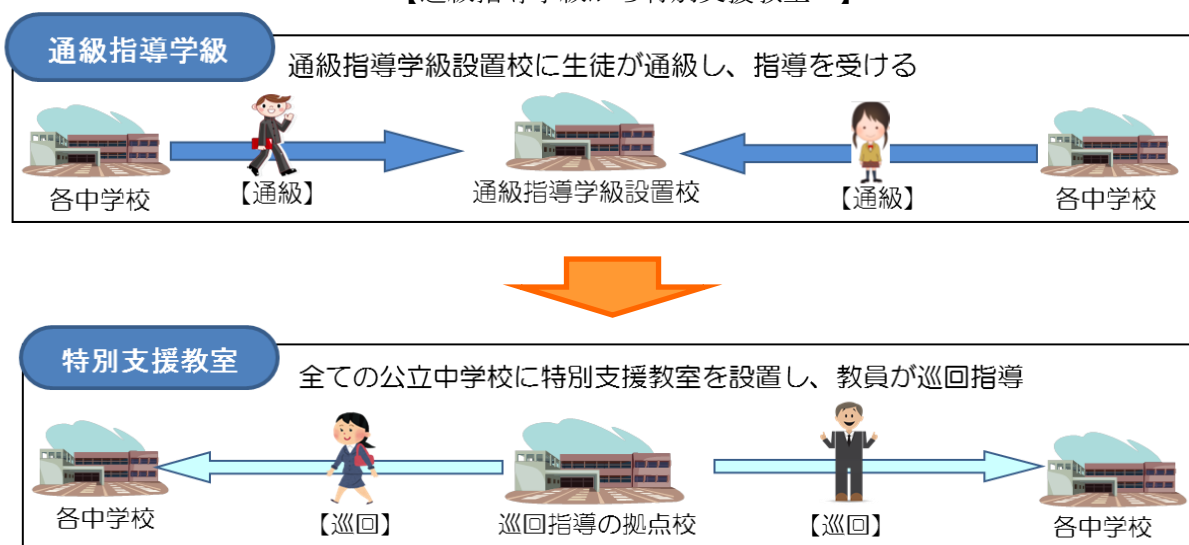 通級指導学級
通級指導学級設置校に生徒が通級し、指導を受ける
各中学校
【通級】
通級指導学級設置校
【通級】
各中学校
特別支援教室
全ての公立中学校に特別支援教室を設置し、教員が巡回指導
各中学校
【巡回】
巡回指導の拠点校
【巡回】
各中学校